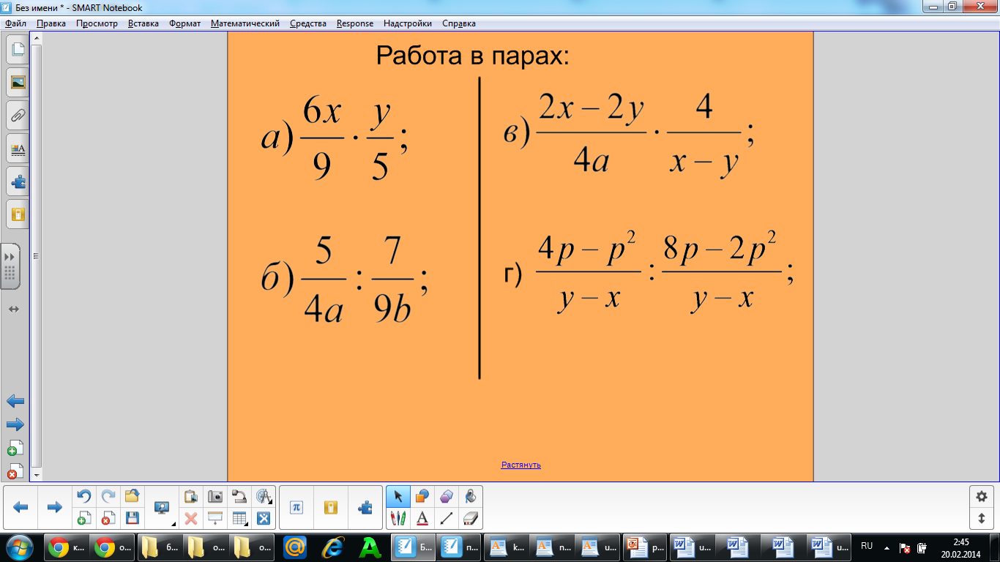 Без имени * - SMART Notebook
Файл Правка Просмотр Вставка Формат Математический Средства Response Надстройки Справка
Работа в парах:
а) 6x/9 · y/5;
в) (2x – 2y)/4a · 4/(x – y);
б) 5/4a : 7/9b;
г) (4p – p²)/(y – x) : (8p – 2p²)/(y – x);
Растянуть
π
A
к... о... б... о... о... Б... п... k... n... u... p... u... u...
RU
2:45
20.02.2014